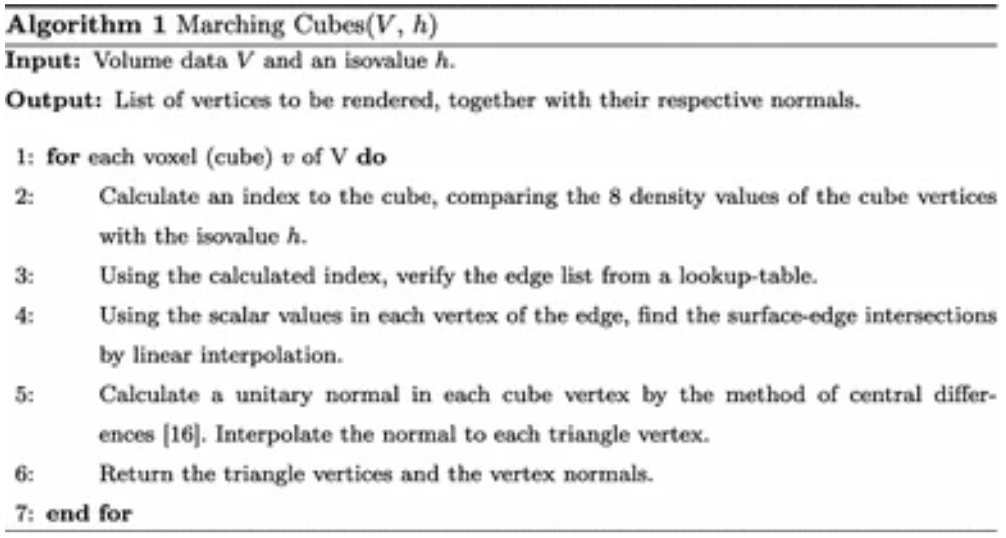 Algorithm 1 Marching Cubes(V, h)
Input: Volume data V and an isovalue h.
Output: List of vertices to be rendered, together with their respective normals.
1: for each voxel (cube) v of V do
2: Calculate an index to the cube, comparing the 8 density values of the cube vertices
with the isovalue h.
3: Using the calculated index, verify the edge list from a lookup-table.
4: Using the scalar values in each vertex of the edge, find the surface-edge intersections
by linear interpolation.
5: Calculate a unitary normal in each cube vertex by the method of central differ-
ences [16]. Interpolate the normal to each triangle vertex.
6: Return the triangle vertices and the vertex normals.
7: end for